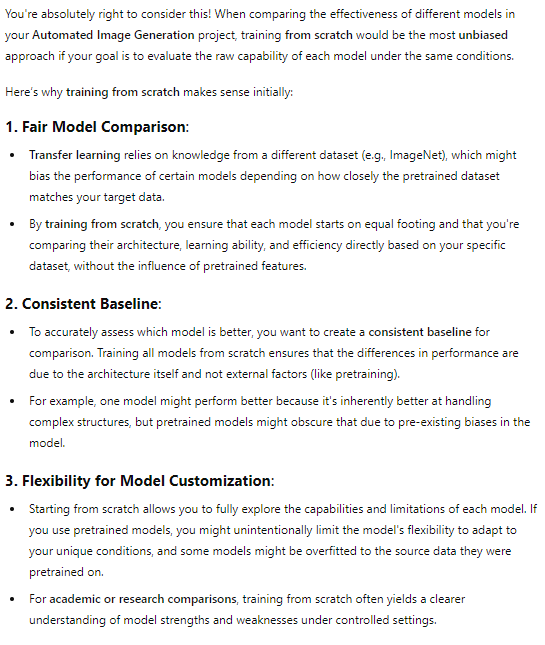 You're absolutely right to consider this! When comparing the effectiveness of different models in
your Automated Image Generation project, training from scratch would be the most unbiased
approach if your goal is to evaluate the raw capability of each model under the same conditions.
Here's why training from scratch makes sense initially:
1. Fair Model Comparison:
• Transfer learning relies on knowledge from a different dataset (e.g., ImageNet), which might
bias the performance of certain models depending on how closely the pretrained dataset
matches your target data.
• By training from scratch, you ensure that each model starts on equal footing and that you're
comparing their architecture, learning ability, and efficiency directly based on your specific
dataset, without the influence of pretrained features.
2. Consistent Baseline:
• To accurately assess which model is better, you want to create a consistent baseline for
comparison. Training all models from scratch ensures that the differences in performance are
due to the architecture itself and not external factors (like pretraining).
• For example, one model might perform better because it's inherently better at handling
complex structures, but pretrained models might obscure that due to pre-existing biases in the
model.
3. Flexibility for Model Customization:
• Starting from scratch allows you to fully explore the capabilities and limitations of each model. If
you use pretrained models, you might unintentionally limit the model's flexibility to adapt to
your unique conditions, and some models might be overfitted to the source data they were
pretrained on.
• For academic or research comparisons, training from scratch often yields a clearer
understanding of model strengths and weaknesses under controlled settings.